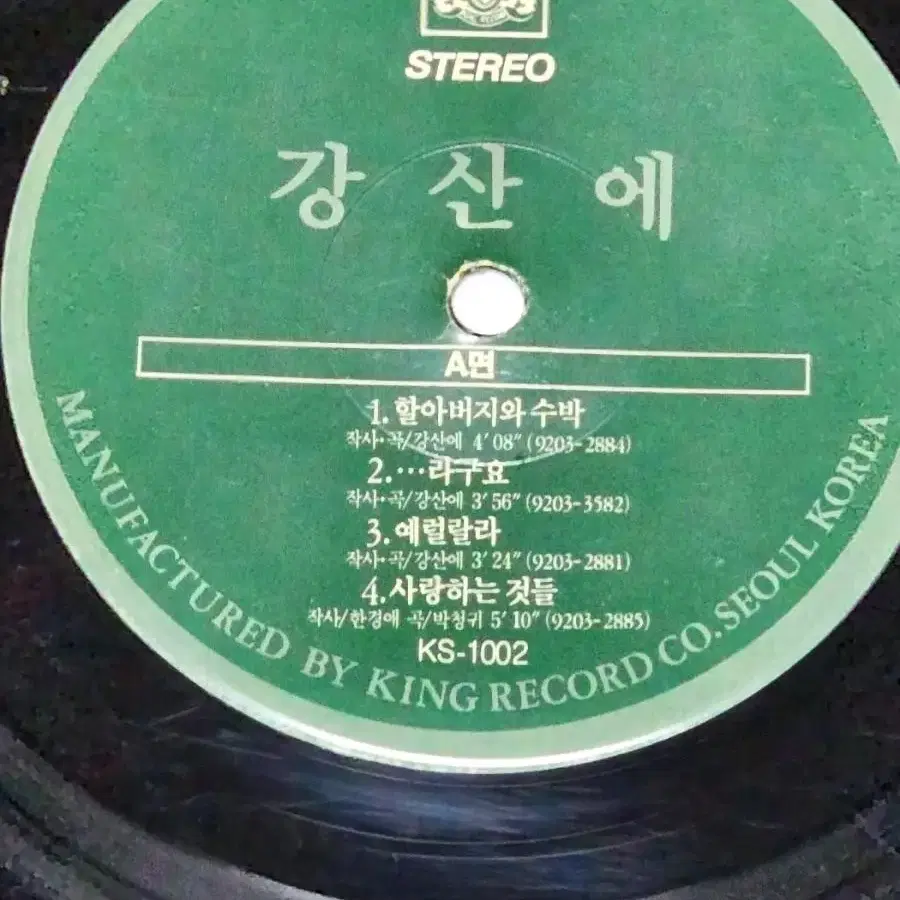 STEREO
강산에
A면
1. 할아버지와 수박
작사·곡/강산에 4'08" (9203-2884)
2. …라구요
작사·곡/강산에 3'56" (9203-3582)
3. 예럴랄라
작사·곡/강산에 3'24" (9203-2881)
4. 사랑하는 것들
작사/한경애 곡/박청귀 5'10" (9203-2885)
KS-1002
MANUFACTURED BY KING RECORD CO. SEOUL KOREA